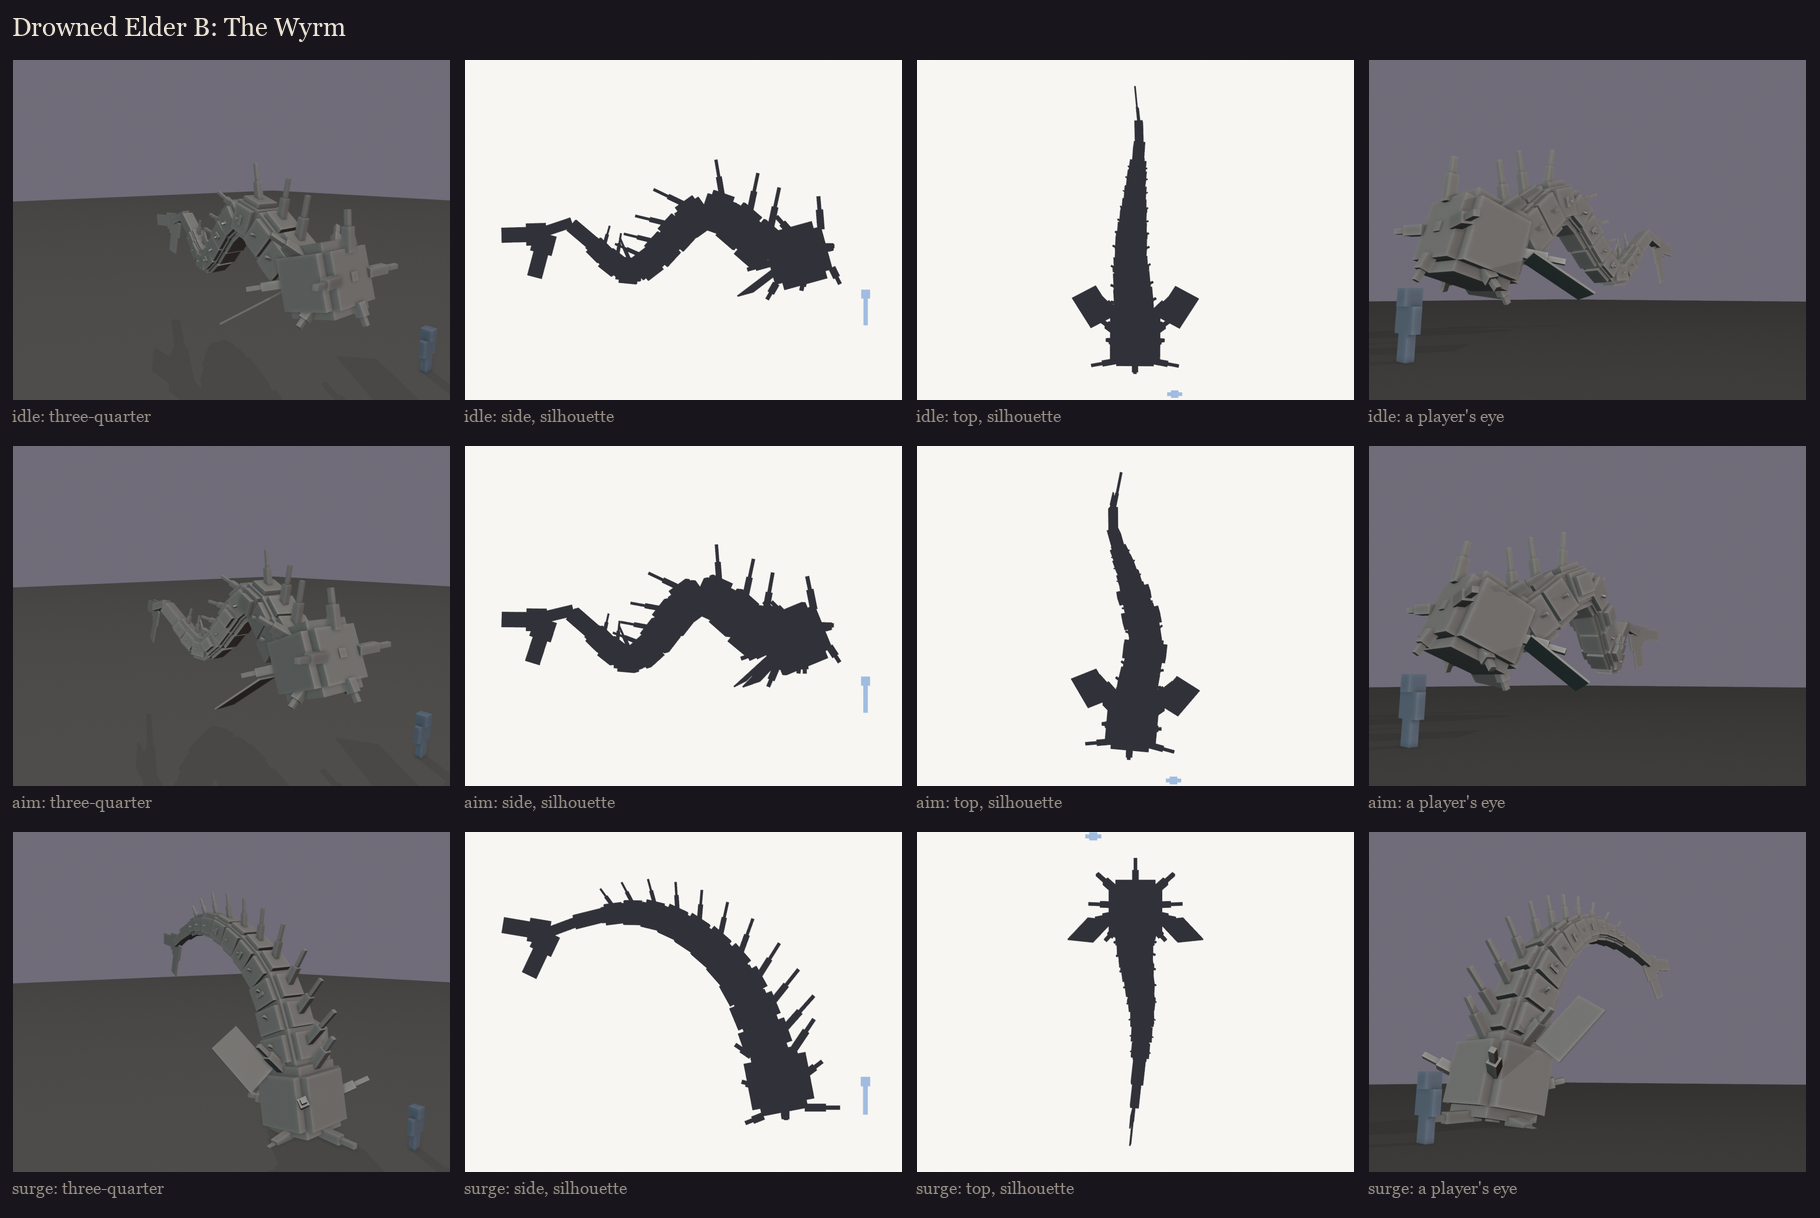 Drowned Elder B: The Wyrm
idle: three-quarter
idle: side, silhouette
idle: top, silhouette
idle: a player's eye
aim: three-quarter
aim: side, silhouette
aim: top, silhouette
aim: a player's eye
surge: three-quarter
surge: side, silhouette
surge: top, silhouette
surge: a player's eye